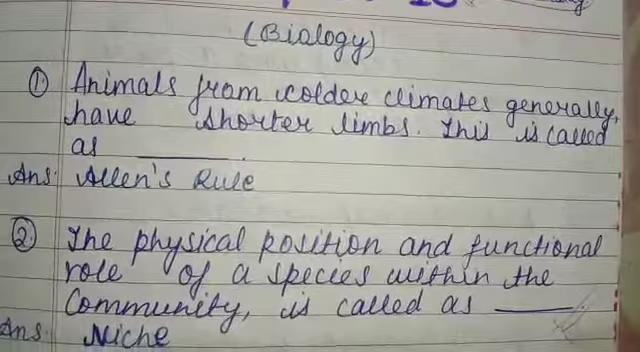 (Biology)
① Animals from colder climates generally,
have shorter limbs. This is called
as ______.
Ans: Allen's Rule
② The physical position and functional
role of a species within the
Community, is called as ______
Ans. Niche